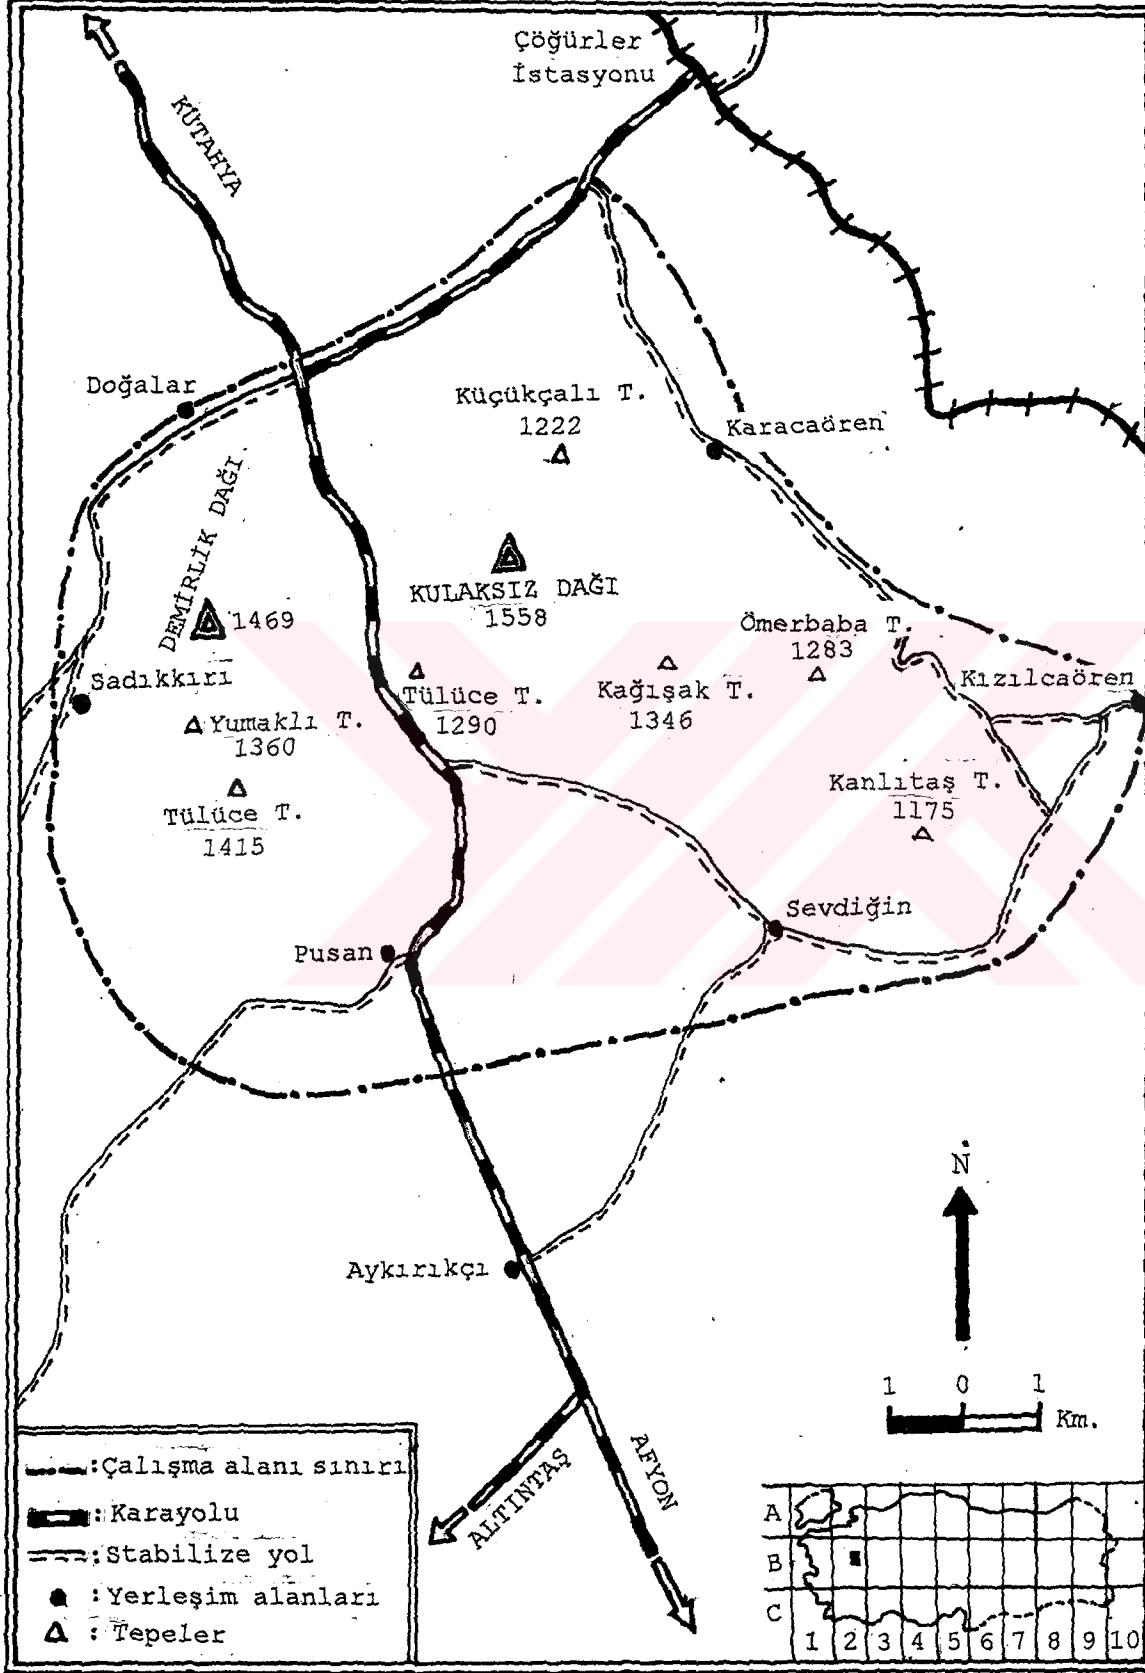 Çöğürler
İstasyonu
KÜTAHYA
Doğalar
Küçükçalı T.
1222
Karacaören
DEMİRLİK DAĞI
KULAKSIZ DAĞI
1558
1469
Ömerbaba T.
1283
Sadıkkırı
Tülüce T.
1290
Kağışak T.
1346
Kızılcaören
Yumaklı T.
1360
Tülüce T.
1415
Kanlıtaş T.
1175
Sevdiğin
Pusan
N
Aykırıkçı
1 0 1
Km.
ALTINTAŞ
AFYON
:Çalışma alanı sınırı
:Karayolu
:Stabilize yol
:Yerleşim alanları
:Tepeler
A
B
C
1 2 3 4 5 6 7 8 9 10